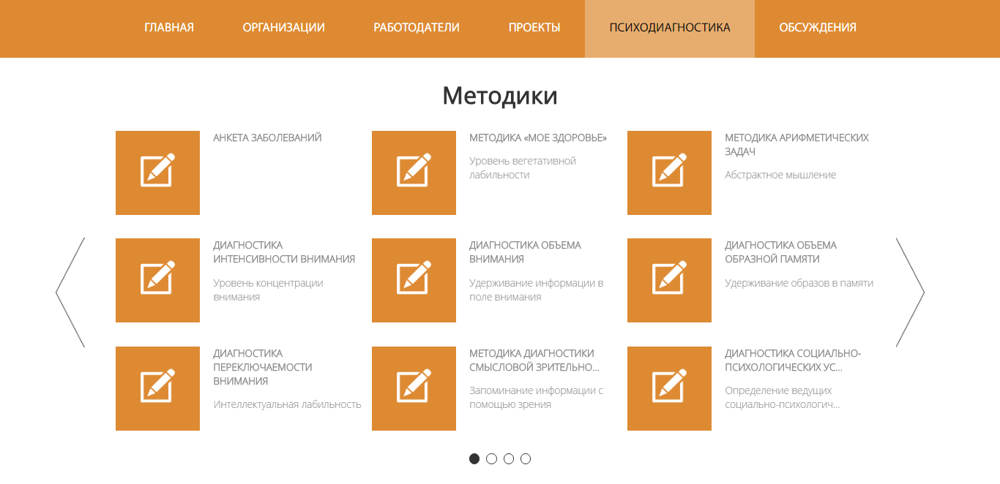 ГЛАВНАЯ ОРГАНИЗАЦИИ РАБОТОДАТЕЛИ ПРОЕКТЫ ПСИХОДИАГНОСТИКА ОБСУЖДЕНИЯ
Методики
АНКЕТА ЗАБОЛЕВАНИЙ
МЕТОДИКА «МОЕ ЗДОРОВЬЕ»
Уровень вегетативной
лабильности
МЕТОДИКА АРИФМЕТИЧЕСКИХ
ЗАДАЧ
Абстрактное мышление
ДИАГНОСТИКА
ИНТЕНСИВНОСТИ ВНИМАНИЯ
Уровень концентрации
внимания
ДИАГНОСТИКА ОБЪЕМА
ВНИМАНИЯ
Удерживание информации в
поле внимания
ДИАГНОСТИКА ОБЪЕМА
ОБРАЗНОЙ ПАМЯТИ
Удерживание образов в памяти
ДИАГНОСТИКА
ПЕРЕКЛЮЧАЕМОСТИ
ВНИМАНИЯ
Интеллектуальная лабильность
МЕТОДИКА ДИАГНОСТИКИ
СМЫСЛОВОЙ ЗРИТЕЛЬНО...
Запоминание информации с
помощью зрения
ДИАГНОСТИКА СОЦИАЛЬНО-
ПСИХОЛОГИЧЕСКИХ УС...
Определение ведущих
социально-психологич...